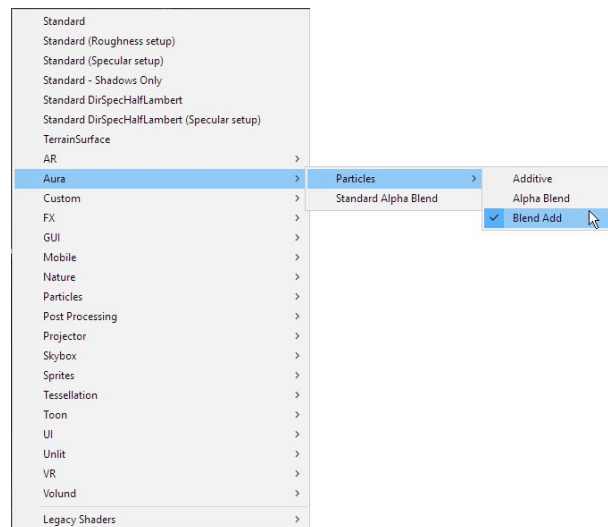 Standard
Standard (Roughness setup)
Standard (Specular setup)
Standard - Shadows Only
Standard DirSpecHalfLambert
Standard DirSpecHalfLambert (Specular setup)
TerrainSurface
AR
Aura
Particles
Additive
Custom
Standard Alpha Blend
Alpha Blend
FX
Blend Add
GUI
Mobile
Nature
Particles
Post Processing
Projector
Skybox
Sprites
Tessellation
Toon
UI
Unlit
VR
Volund
Legacy Shaders